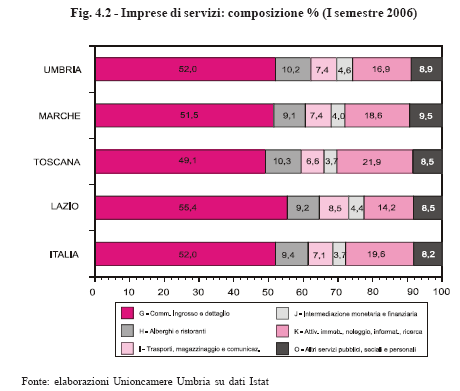 Fig. 4.2 - Imprese di servizi: composizione % (I semestre 2006)
UMBRIA 52,0 10,2 7,4 4,6 16,9 8,9
MARCHE 51,5 9,1 7,4 4,0 18,6 9,5
TOSCANA 49,1 10,3 6,6 3,7 21,9 8,5
LAZIO 55,4 9,2 8,5 4,4 14,2 8,5
ITALIA 52,0 9,4 7,1 3,7 19,6 8,2
0 10 20 30 40 50 60 70 80 90 100
G - Comm. Ingrosso e dettaglio
J - Intermediazione monetaria e finanziaria
H - Alberghi e ristoranti
K - Attiv. immob. noleggio, informat., ricerca
I - Trasporti, magazzinaggio e comunicaz.
O - Altri servizi pubblici, sociali e personali
Fonte: elaborazioni Unioncamere Umbria su dati Istat